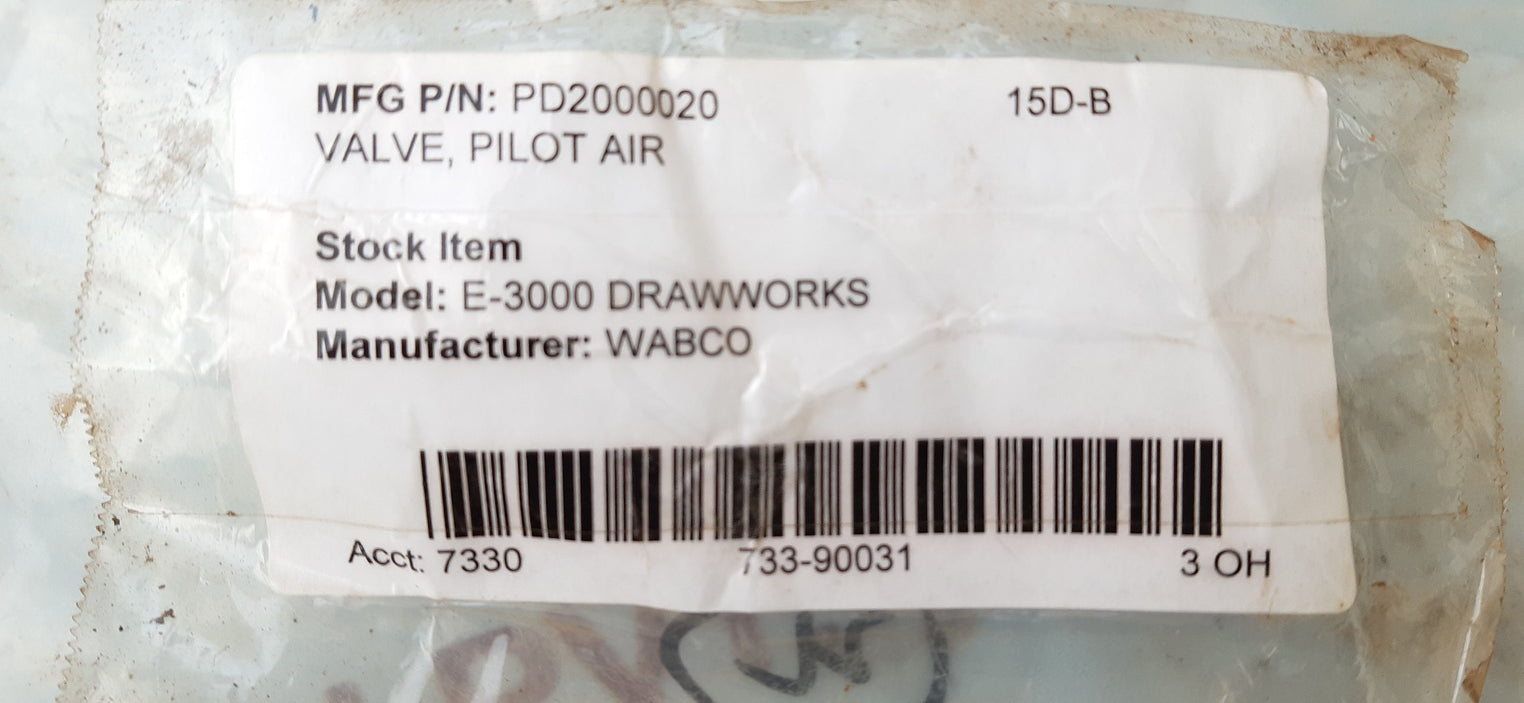 MFG P/N: PD2000020 15D-B
VALVE, PILOT AIR
Stock Item
Model: E-3000 DRAWWORKS
Manufacturer: WABCO
Acct: 7330 733-90031 3 OH